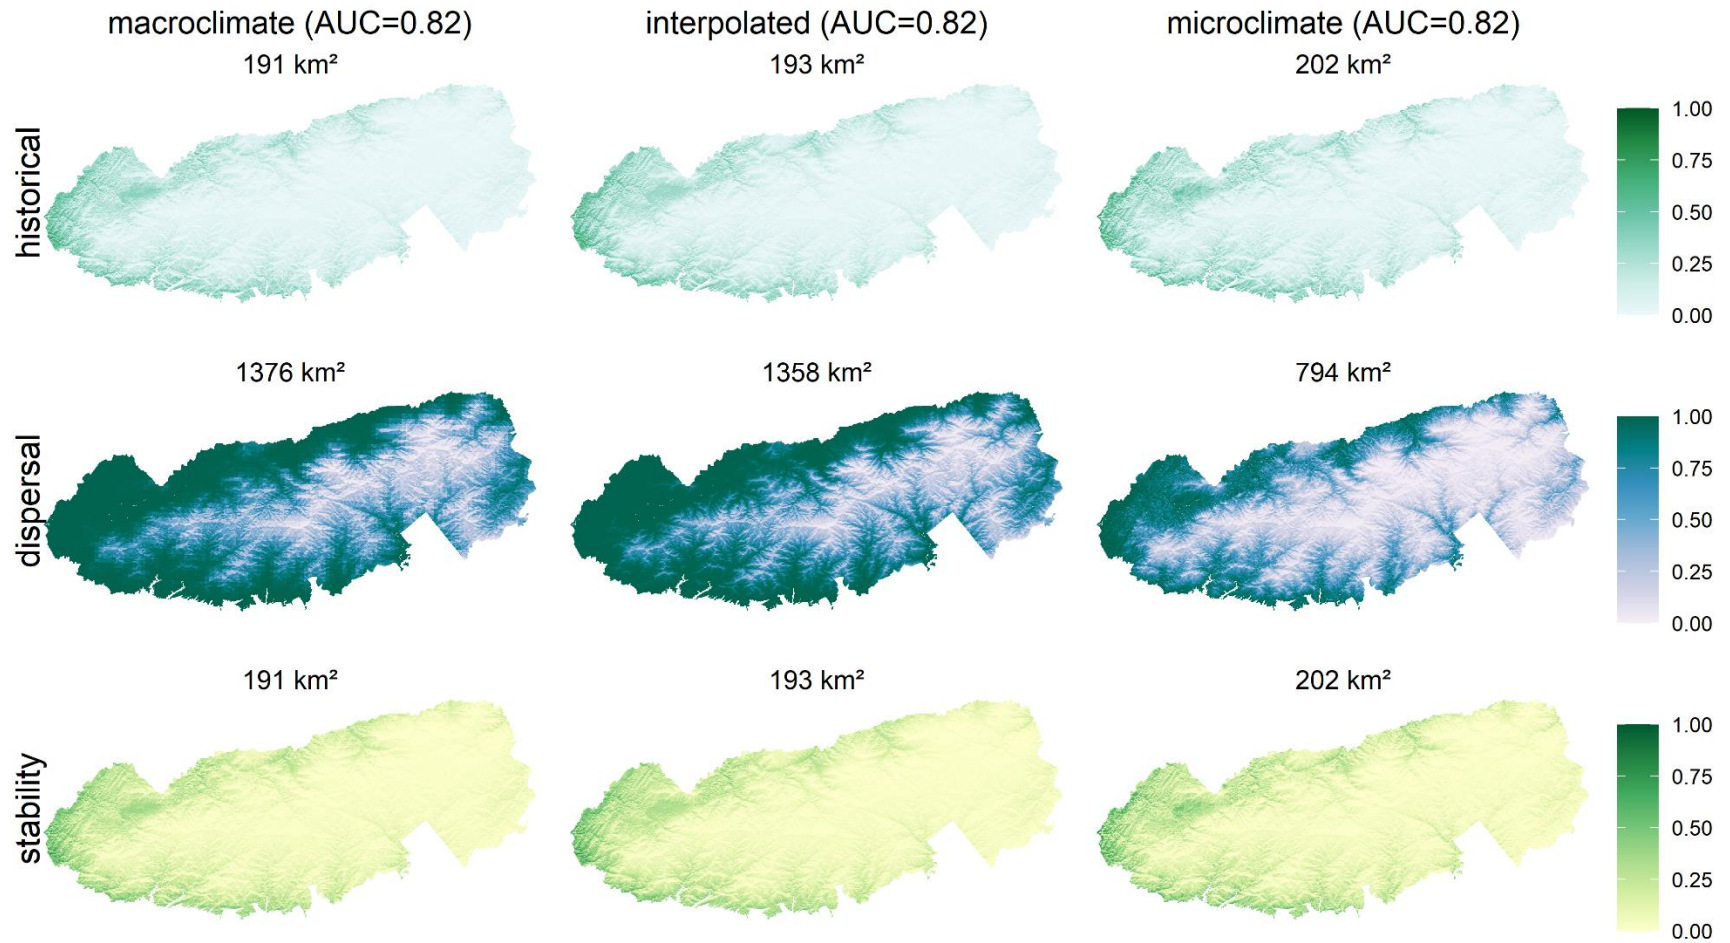 macroclimate (AUC=0.82)
interpolated (AUC=0.82)
microclimate (AUC=0.82)
191 km²
193 km²
202 km²
historical
1.00
0.75
0.50
0.25
0.00
1376 km²
1358 km²
794 km²
dispersal
1.00
0.75
0.50
0.25
0.00
191 km²
193 km²
202 km²
stability
1.00
0.75
0.50
0.25
0.00